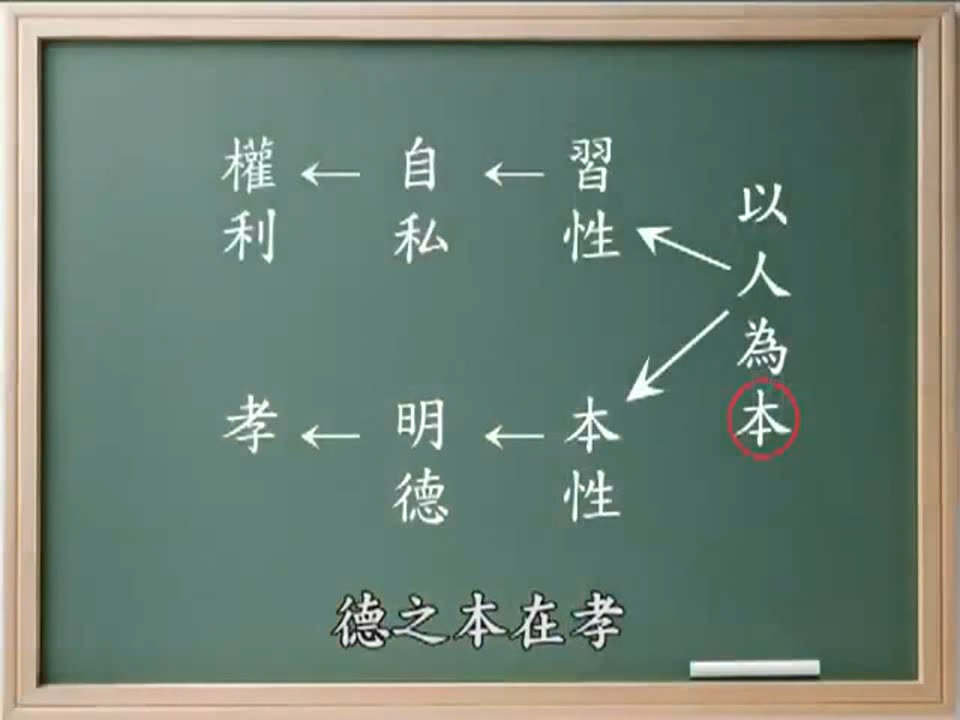 以人為本
習性 ← 自私 ← 權利
本性 ← 明德 ← 孝
德之本在孝